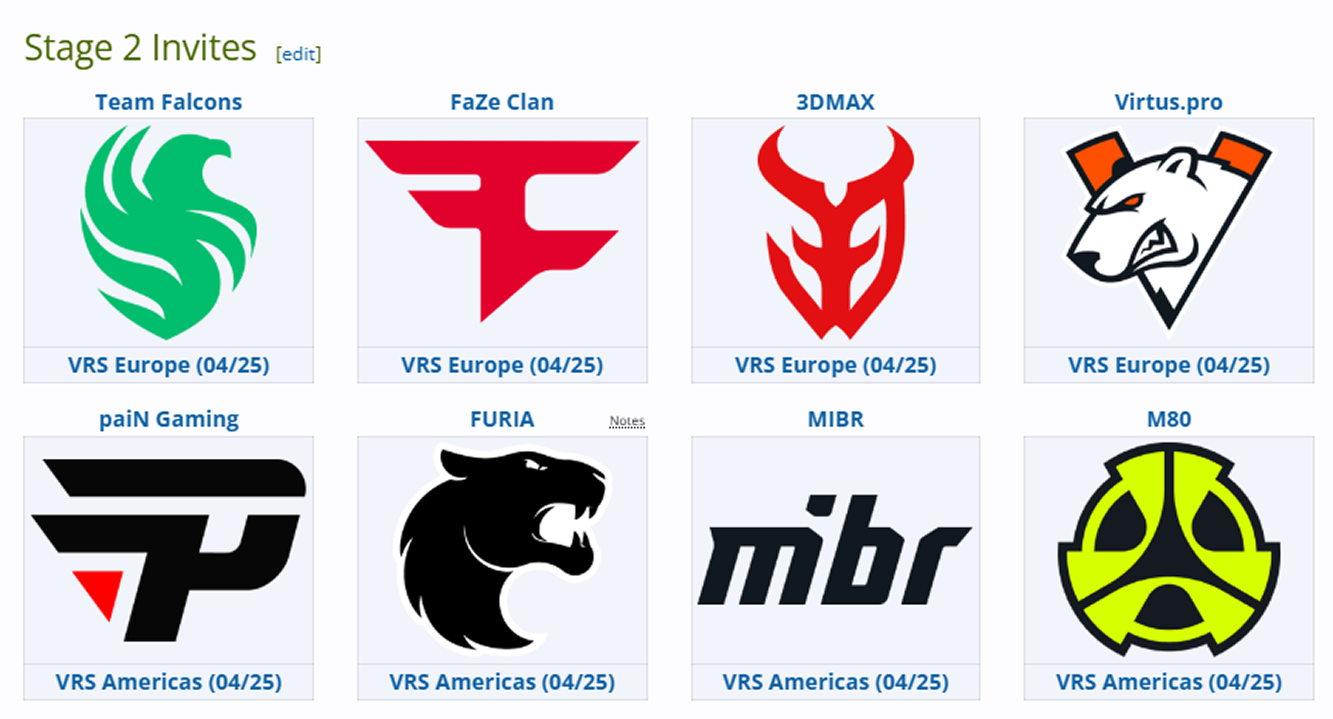 Stage 2 Invites [edit]
Team Falcons FaZe Clan 3DMAX Virtus.pro
VRS Europe (04/25) VRS Europe (04/25) VRS Europe (04/25) VRS Europe (04/25)
paiN Gaming FURIA Notes MIBR M80
mibr
VRS Americas (04/25) VRS Americas (04/25) VRS Americas (04/25) VRS Americas (04/25)